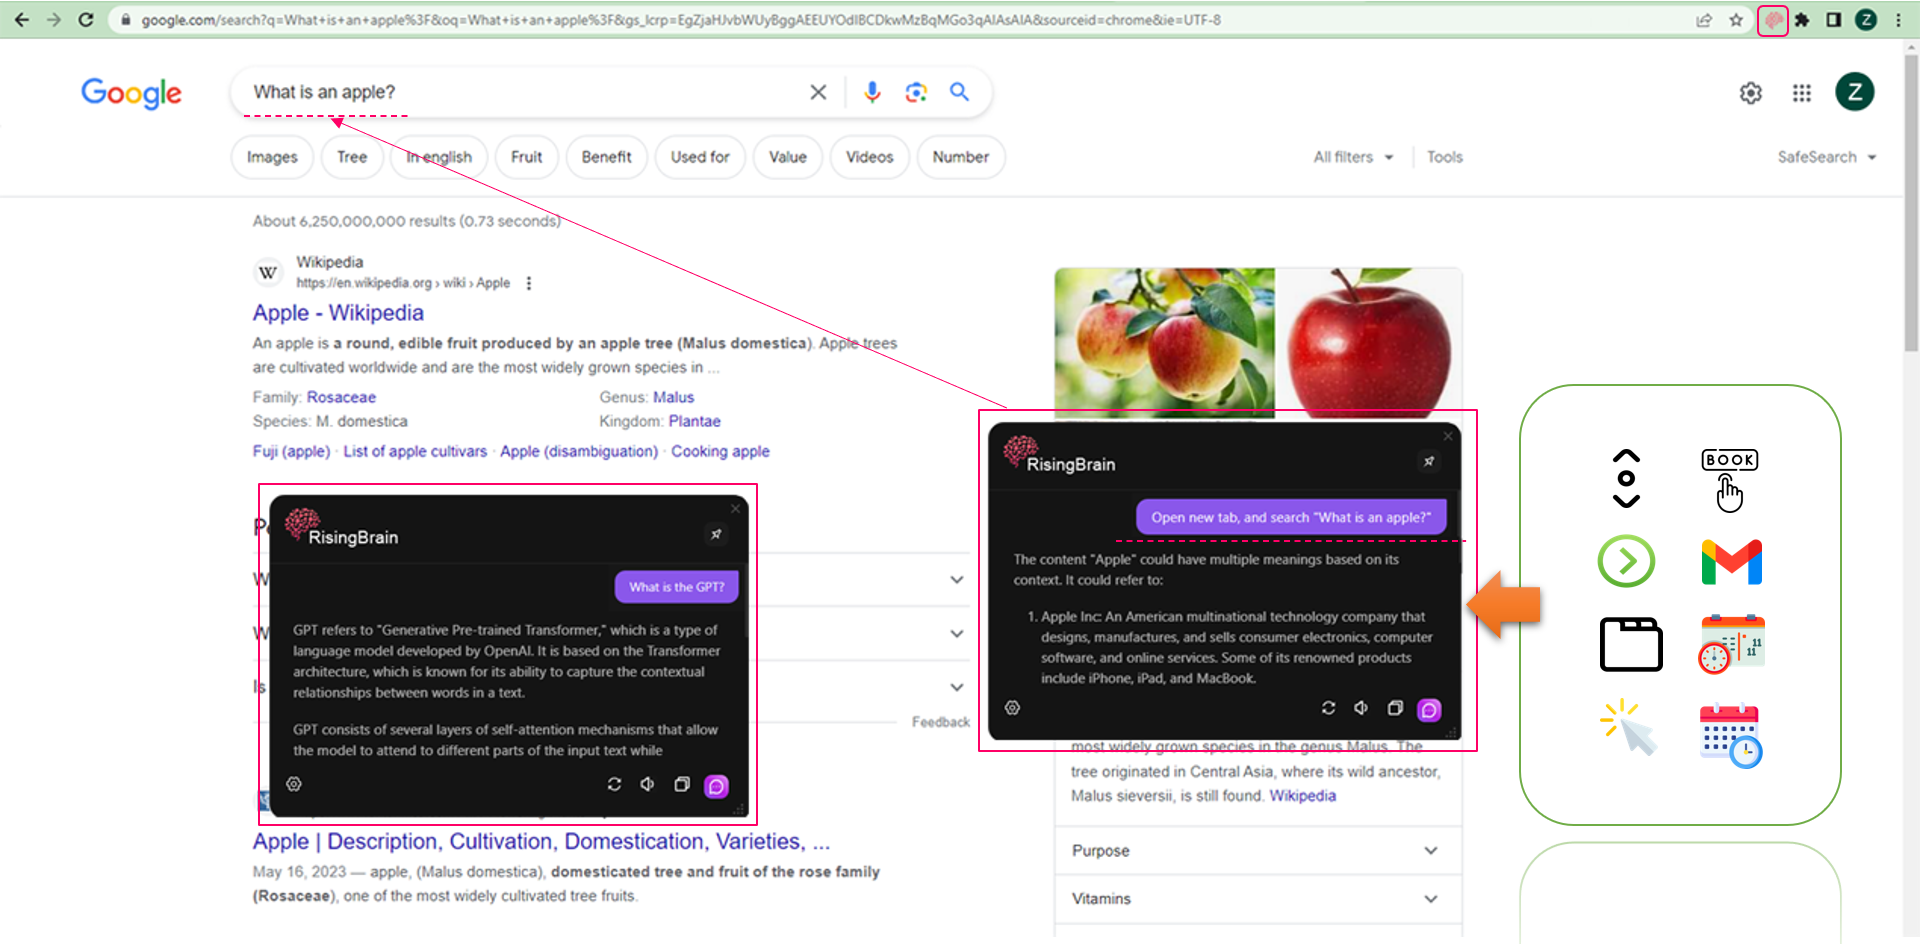 google.com/search?q=What+is+an+apple%3F&oq=What+is+an+apple%3F&gs_lcrp=EgZjaHJvbWUyBggAEEUYOdIBCDkwMzBqMGo3qAIAsAIA&sourceid=chrome&ie=UTF-8
Z
Google
What is an apple?
Z
Images Tree In english Fruit Benefit Used for Value Videos Number
All filters Tools SafeSearch
About 6,250,000,000 results (0.73 seconds)
W
Wikipedia
https://en.wikipedia.org › wiki › Apple
Apple - Wikipedia
An apple is a round, edible fruit produced by an apple tree (Malus domestica). Apple trees
are cultivated worldwide and are the most widely grown species in ...
Family: Rosaceae Genus: Malus
Species: M. domestica Kingdom: Plantae
Fuji (apple) · List of apple cultivars · Apple (disambiguation) · Cooking apple
RisingBrain
What is the GPT?
GPT refers to "Generative Pre-trained Transformer," which is a type of
language model developed by OpenAI. It is based on the Transformer
architecture, which is known for its ability to capture the contextual
relationships between words in a text.
GPT consists of several layers of self-attention mechanisms that allow
the model to attend to different parts of the input text while
Is
Feedback
Apple | Description, Cultivation, Domestication, Varieties, ...
May 16, 2023 — apple, (Malus domestica), domesticated tree and fruit of the rose family
(Rosaceae), one of the most widely cultivated tree fruits.
RisingBrain
Open new tab, and search "What is an apple?"
The content "Apple" could have multiple meanings based on its
context. It could refer to:
1. Apple Inc: An American multinational technology company that
designs, manufactures, and sells consumer electronics, computer
software, and online services. Some of its renowned products
include iPhone, iPad, and MacBook.
most widely grown species in the genus Malus. The
tree originated in Central Asia, where its wild ancestor,
Malus sieversii, is still found. Wikipedia
Purpose
Vitamins
BOOK
11
11